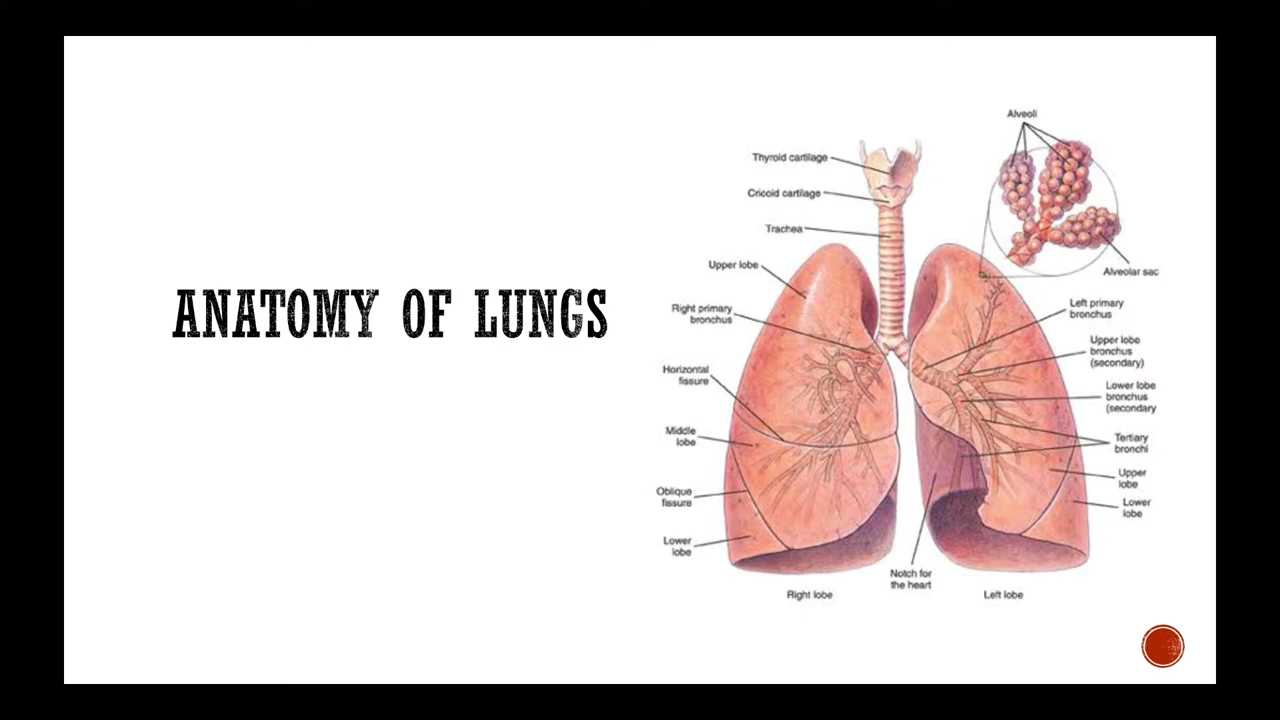 ANATOMY OF LUNGS
Alveoli
Thyroid cartilage
Cricoid cartilage
Trachea
Upper lobe
Right primary
bronchus
Horizontal
fissure
Middle
lobe
Oblique
fissure
Lower
lobe
Alveolar sac
Left primary
bronchus
Upper lobe
bronchus
(secondary)
Lower lobe
bronchus
(secondary
Tertiary
bronchi
Upper
lobe
Lower
lobe
Notch for
the heart
Right lobe
Left lobe